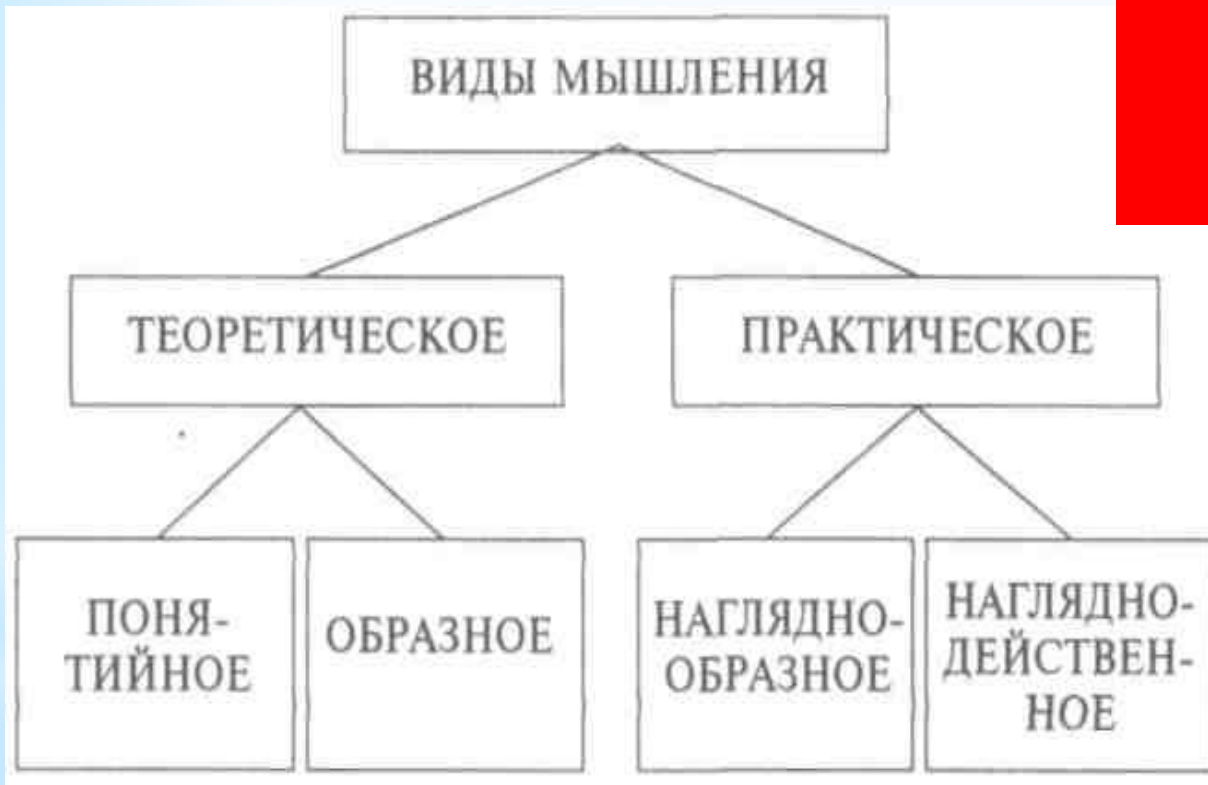 ВИДЫ МЫШЛЕНИЯ
ТЕОРЕТИЧЕСКОЕ
ПРАКТИЧЕСКОЕ
ПОНЯ-
ТИЙНОЕ
ОБРАЗНОЕ
НАГЛЯДНО-
ОБРАЗНОЕ
НАГЛЯДНО-
ДЕЙСТВЕН-
НОЕ